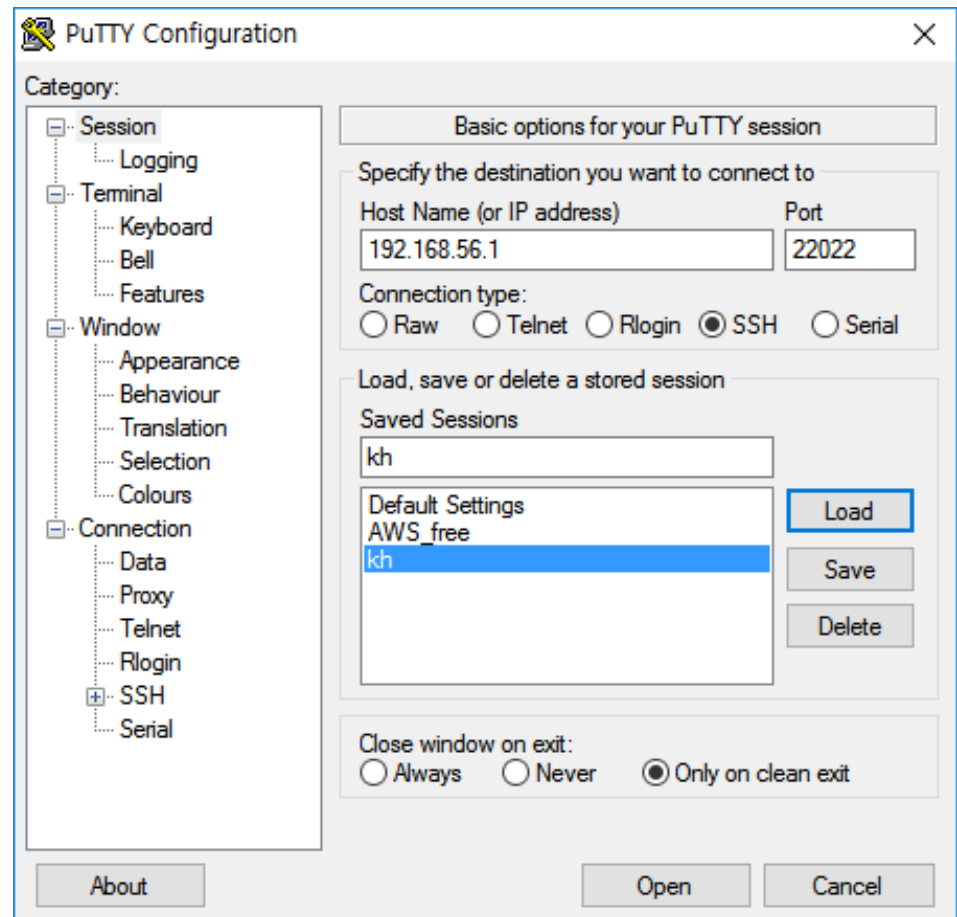 PuTTY Configuration
Category:
Session
Logging
Terminal
Keyboard
Bell
Features
Window
Appearance
Behaviour
Translation
Selection
Colours
Connection
Data
Proxy
Telnet
Rlogin
SSH
Serial
Basic options for your PuTTY session
Specify the destination you want to connect to
Host Name (or IP address) Port
192.168.56.1 22022
Connection type:
Raw Telnet Rlogin SSH Serial
Load, save or delete a stored session
Saved Sessions
kh
Default Settings
AWS_free
kh
Load
Save
Delete
Close window on exit:
Always Never Only on clean exit
About Open Cancel